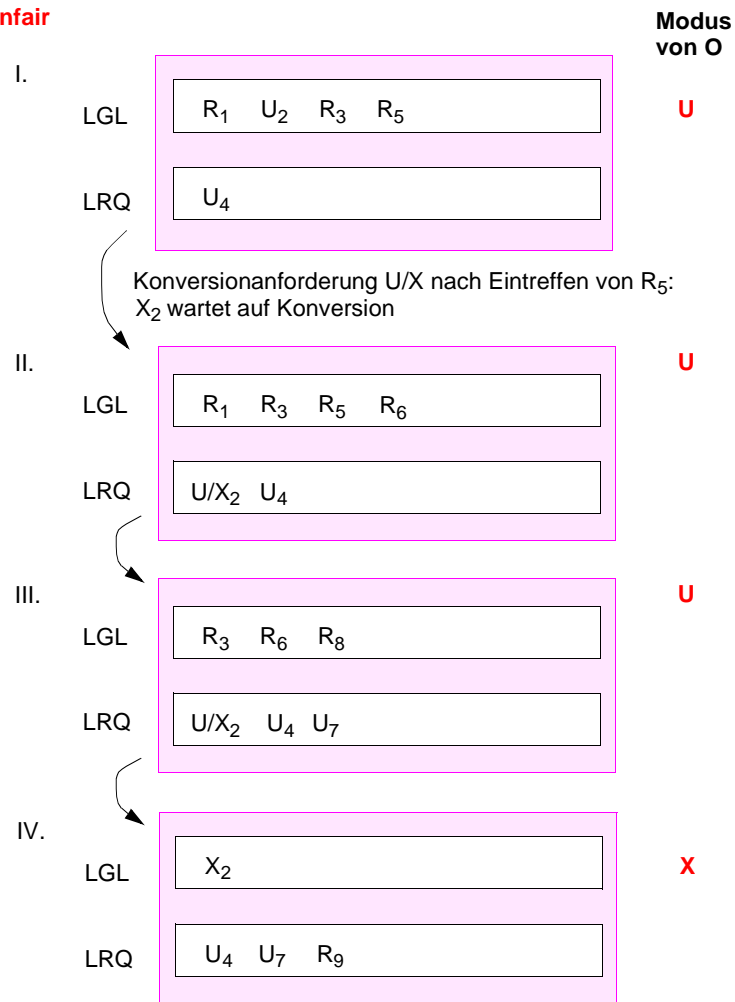 nfair
Modus
von O
I.
LGL R1 U2 R3 R5 U
LRQ U4
Konversionanforderung U/X nach Eintreffen von R5:
X2 wartet auf Konversion
II. U
LGL R1 R3 R5 R6
LRQ U/X2 U4
III. U
LGL R3 R6 R8
LRQ U/X2 U4 U7
IV.
LGL X2 X
LRQ U4 U7 R9